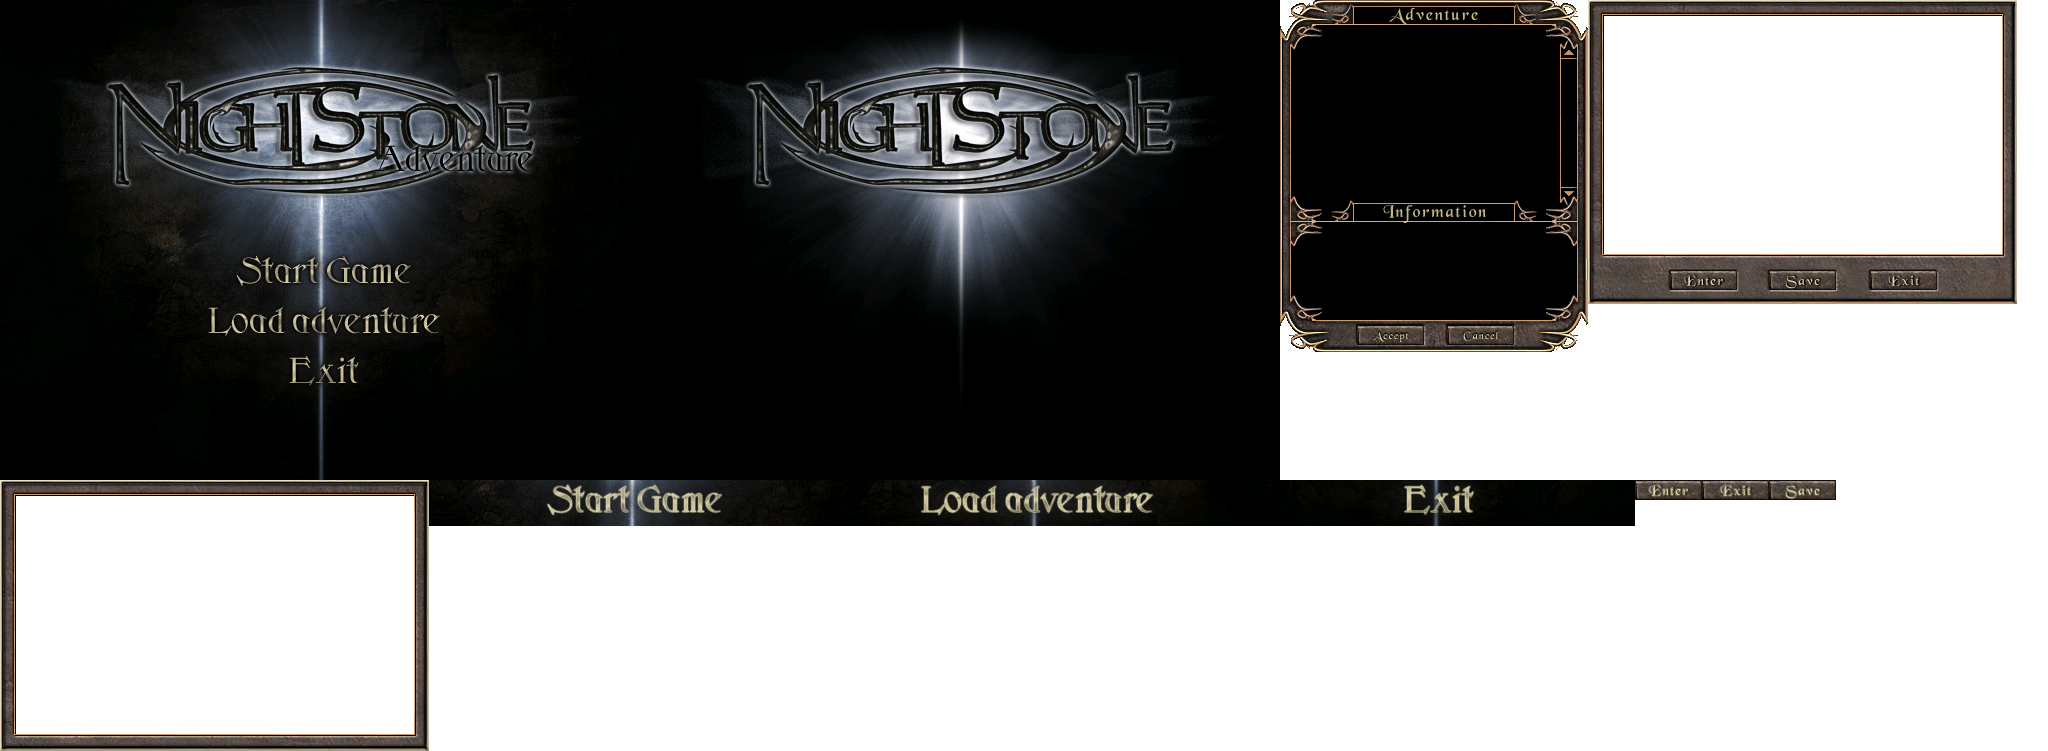 NIGHTSTONE
Adventure
Start Game
Load adventure
Exit
NIGHTSTONE
Adventure
Information
Accept
Cancel
Enter
Save
Exit
Start Game
Load adventure
Exit
Enter
Exit
Save